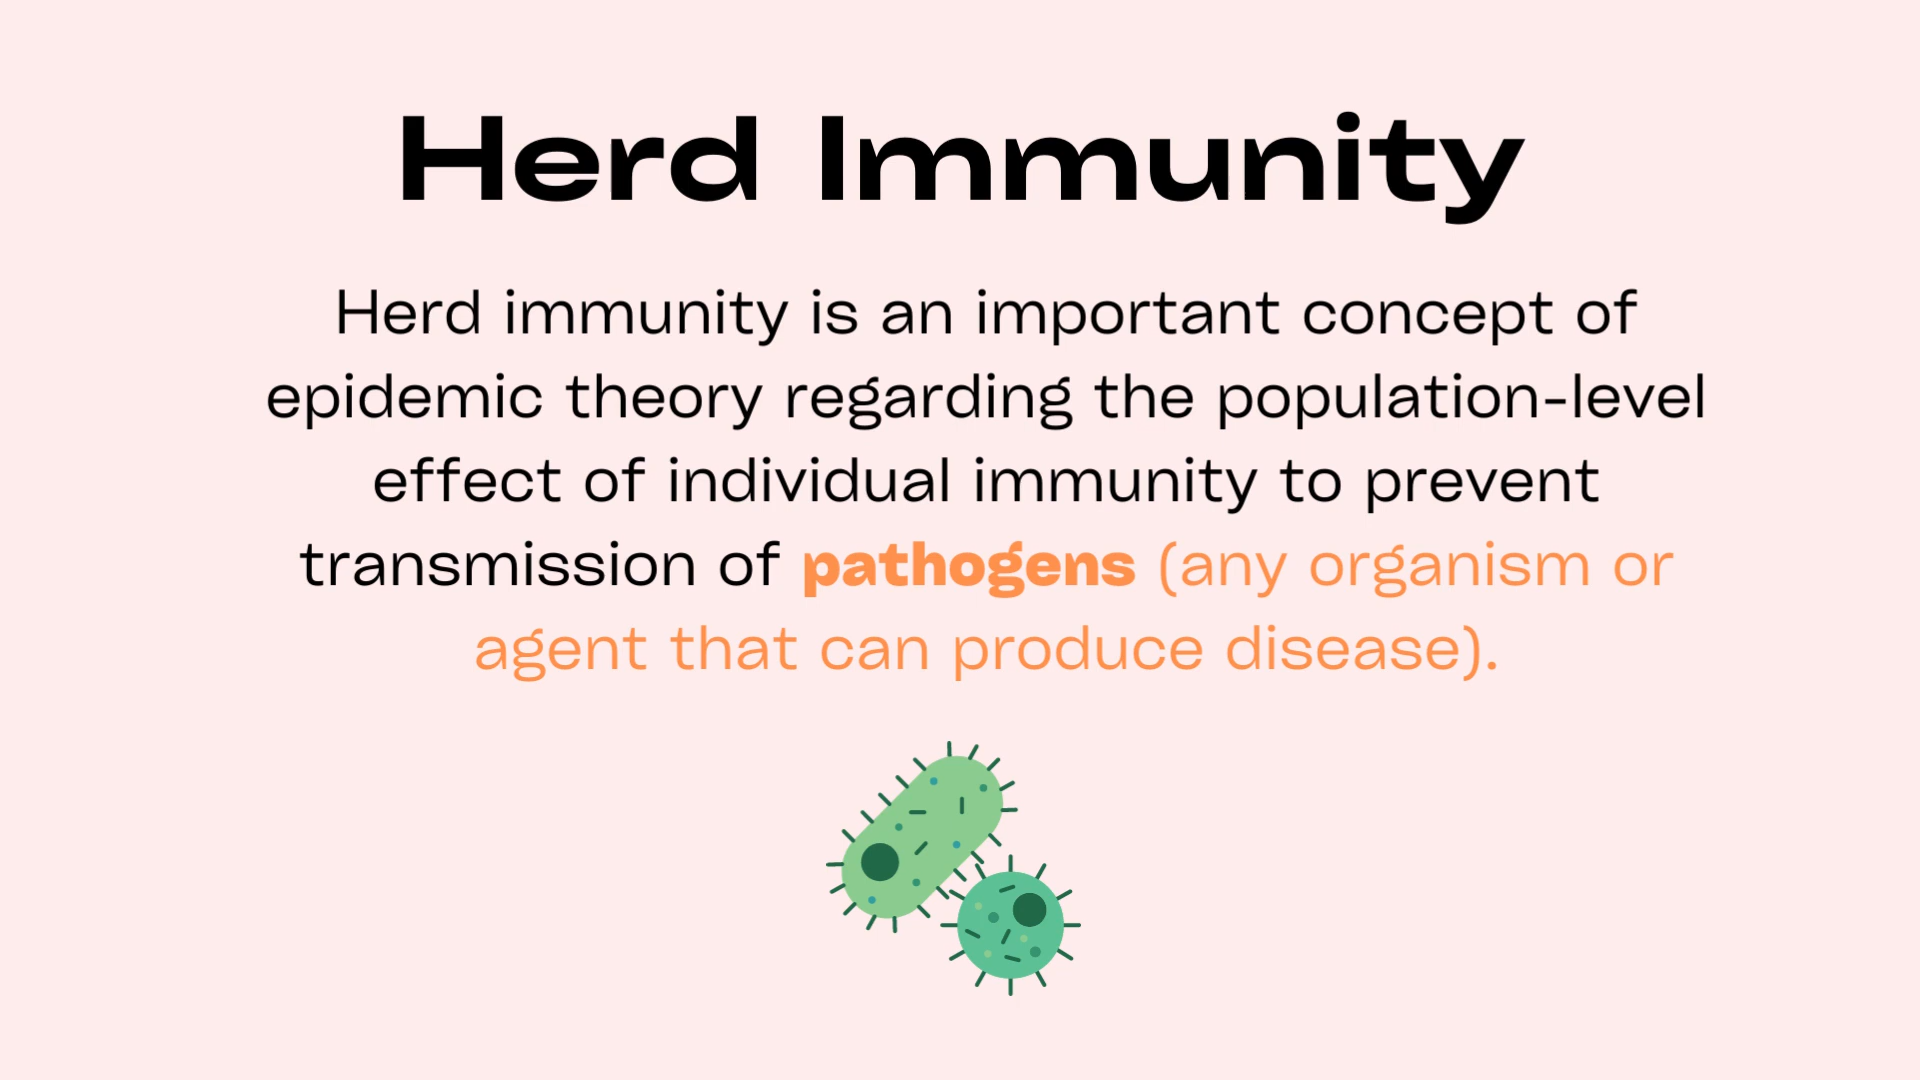 Herd Immunity
Herd immunity is an important concept of
epidemic theory regarding the population-level
effect of individual immunity to prevent
transmission of pathogens (any organism or
agent that can produce disease).